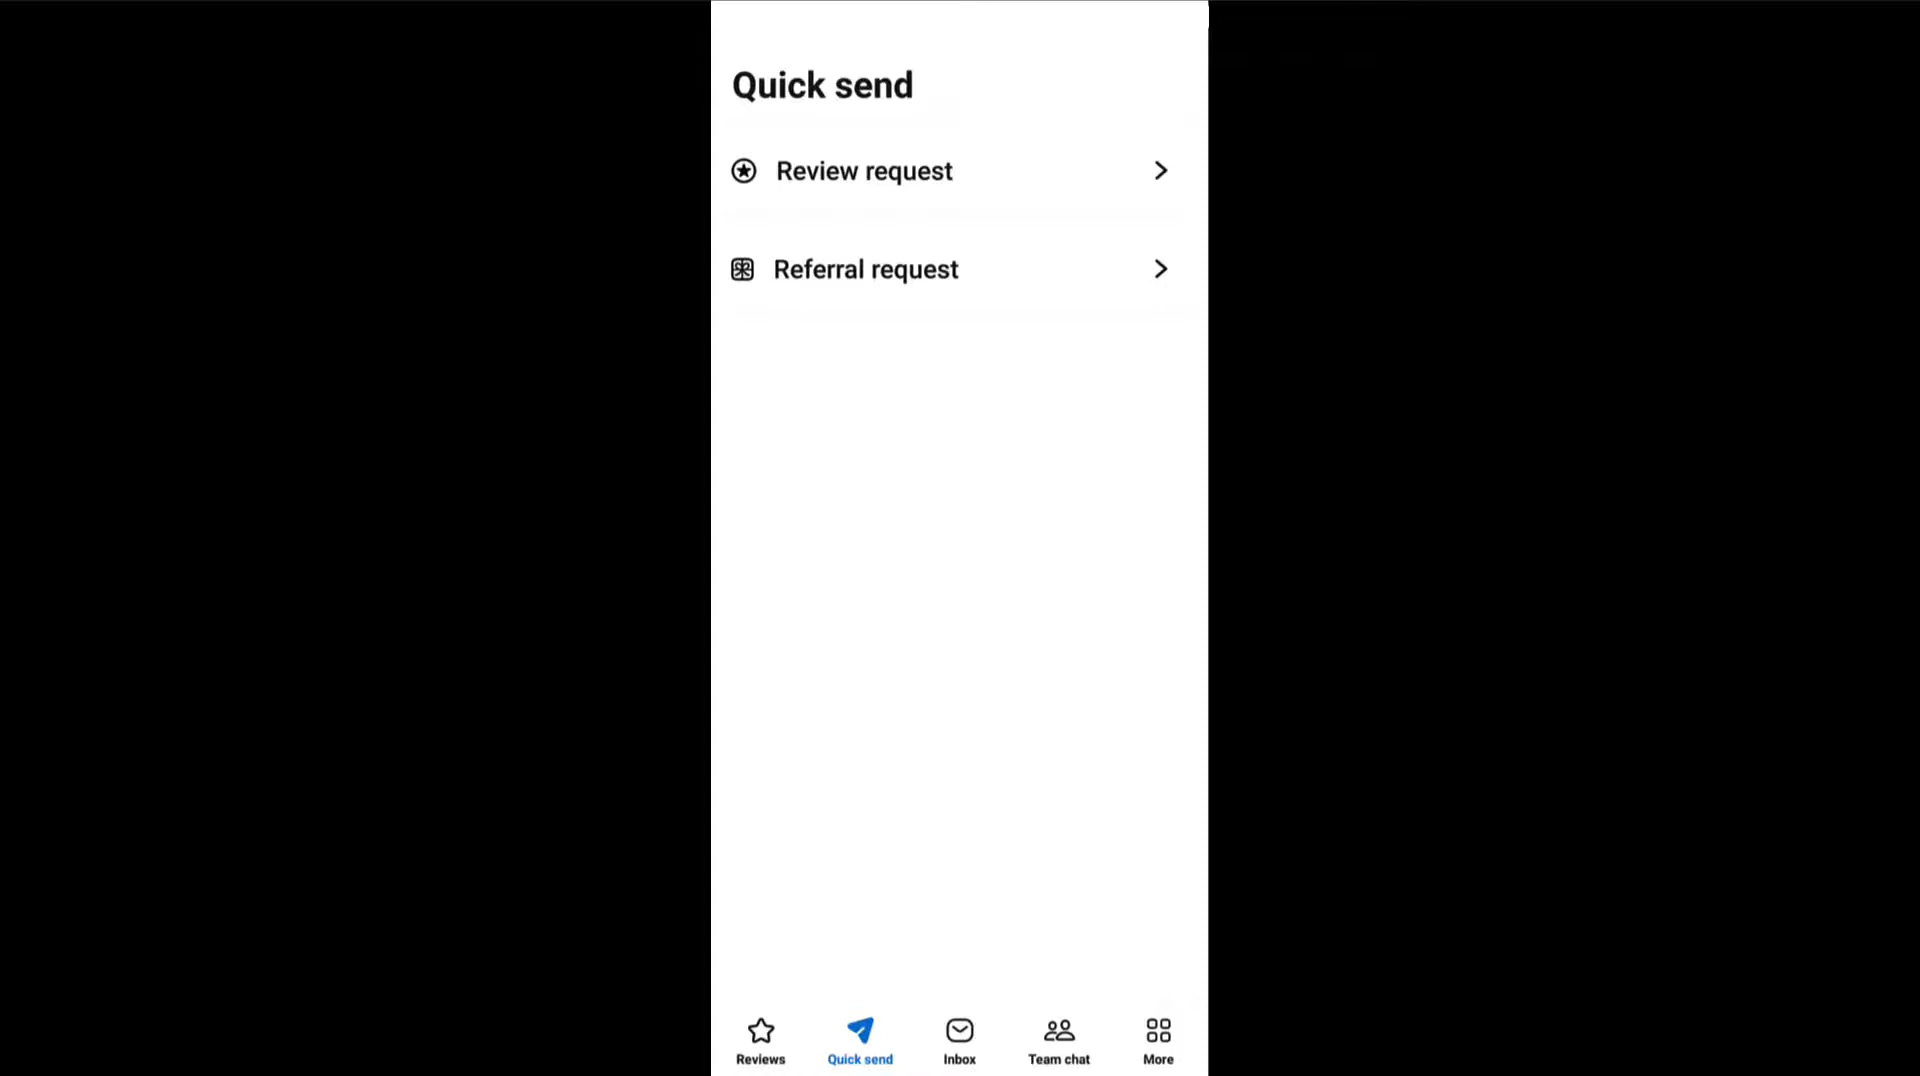 Quick send
Review request
Referral request
Reviews
Quick send
Inbox
Team chat
More